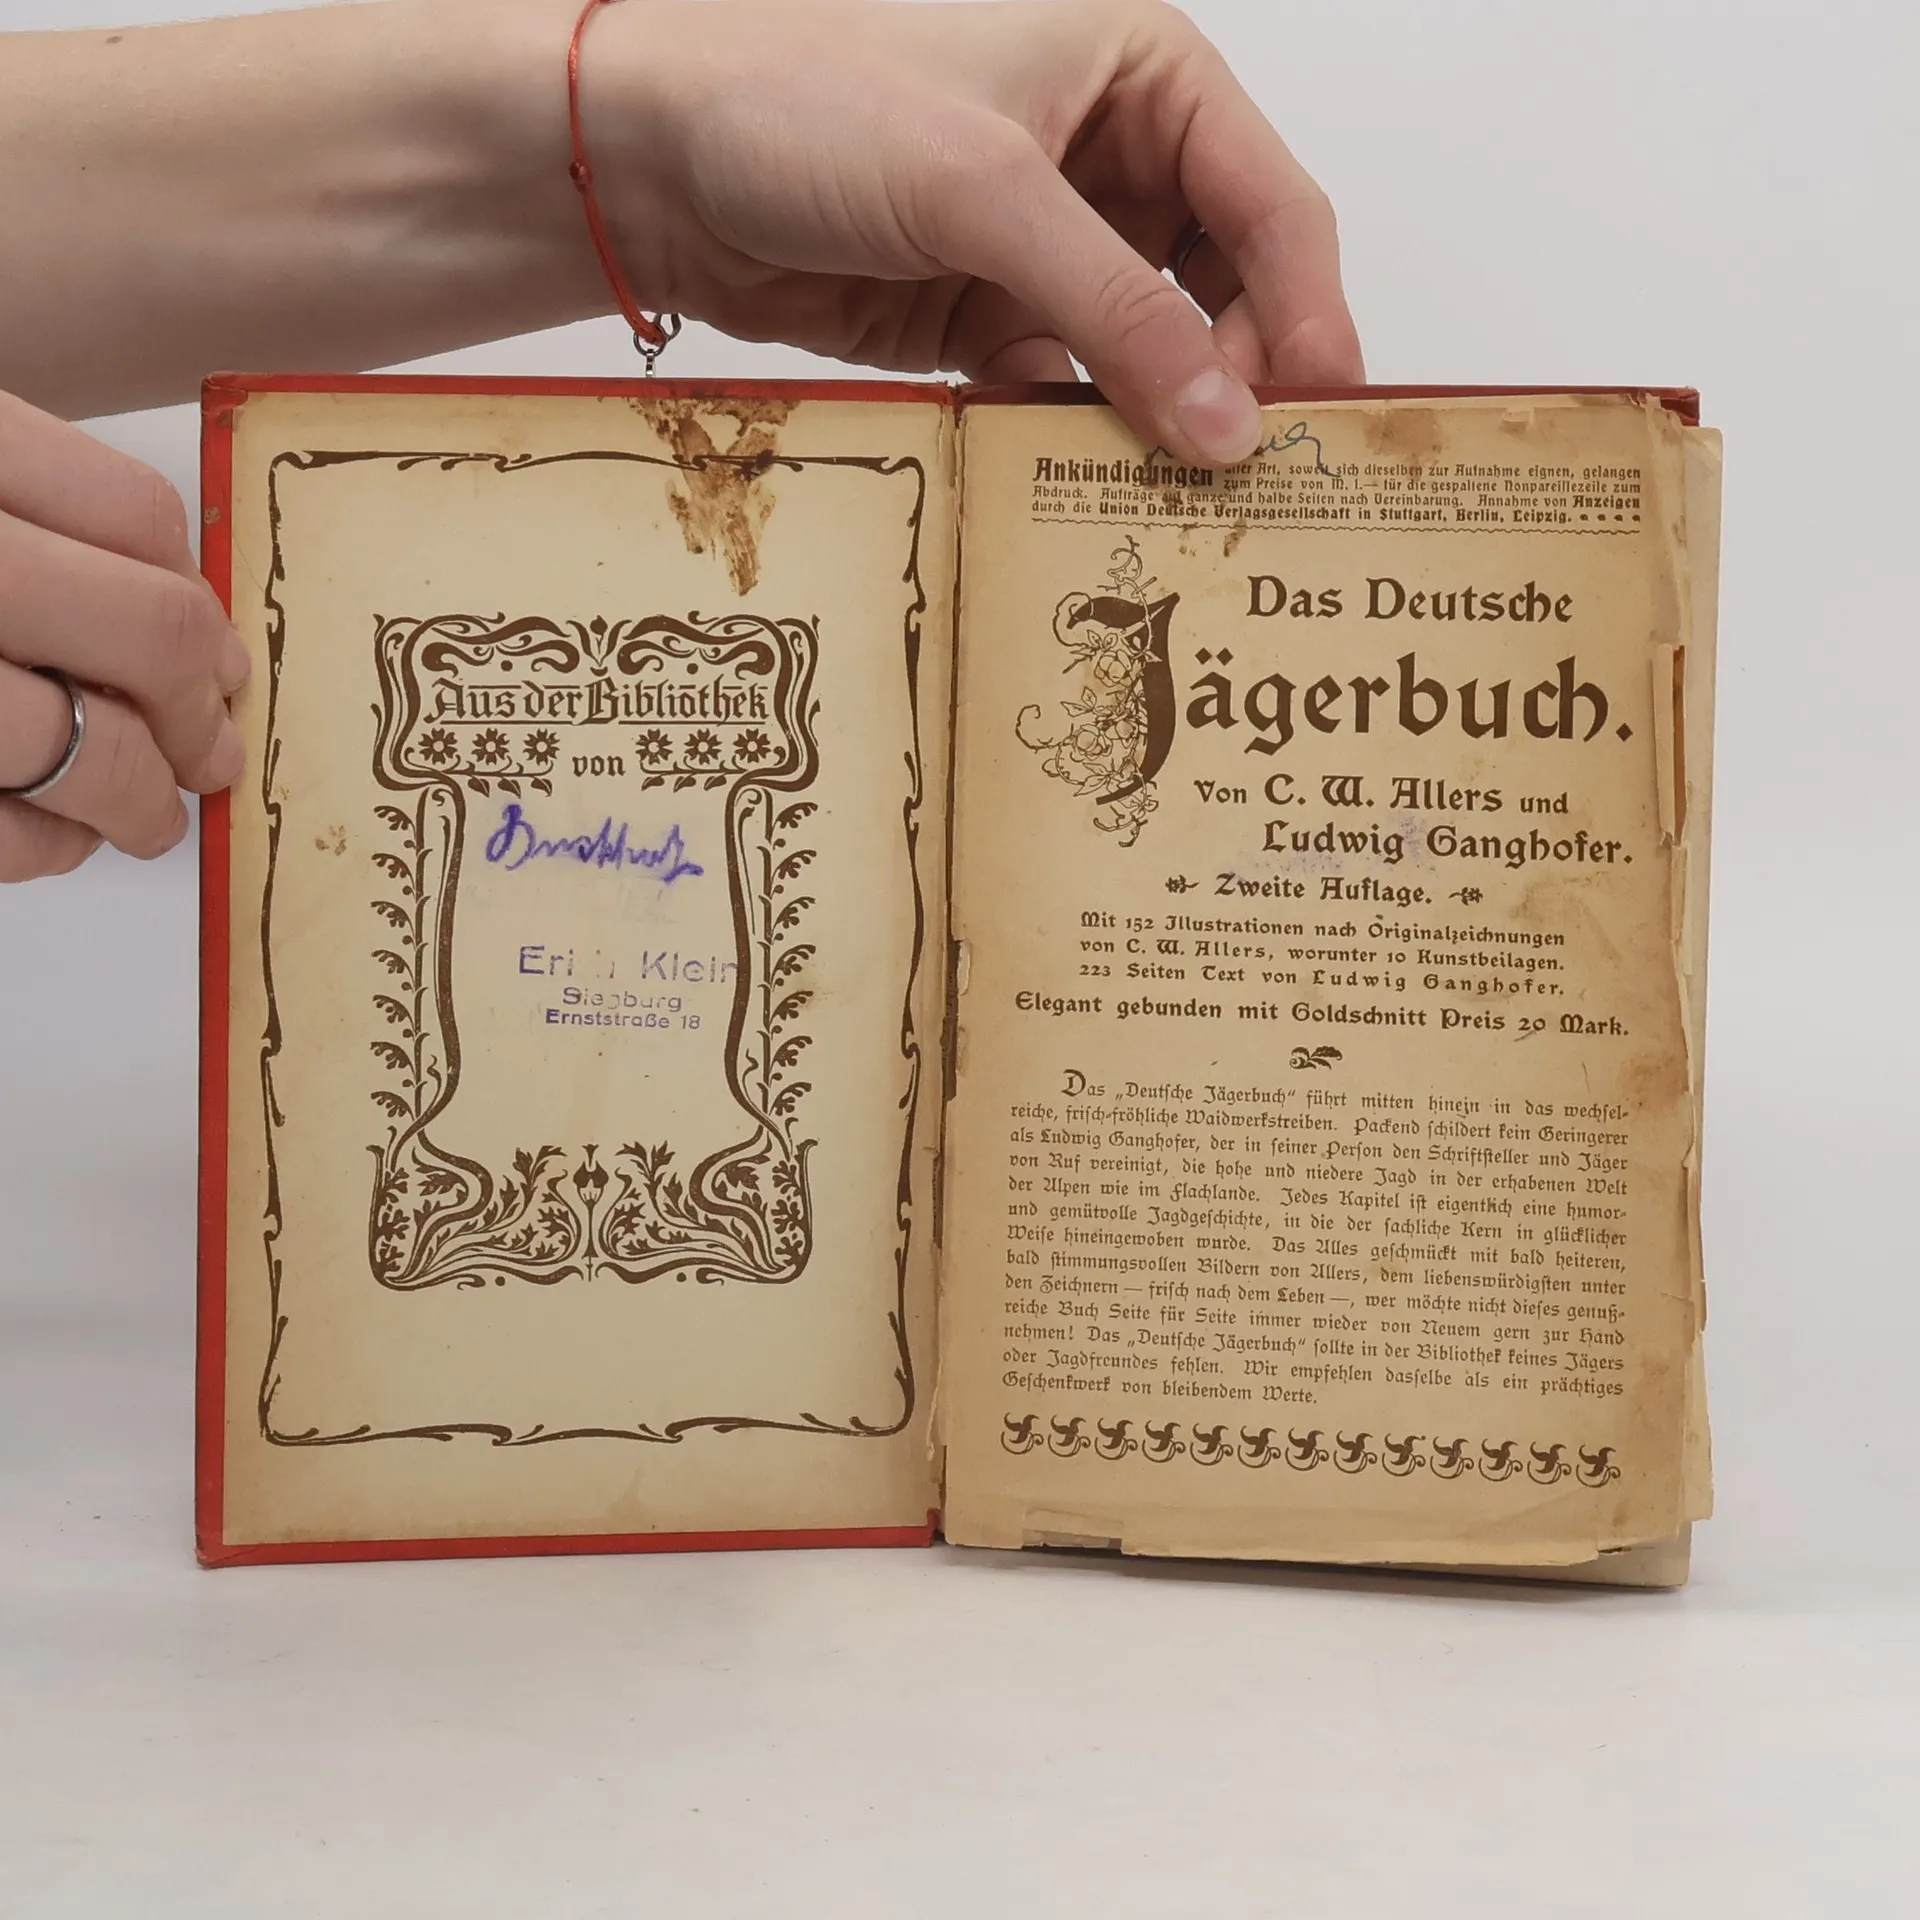 Aus der Bibliothek
von
Erich Klein
Siegburg
Ernststraße 18
Ankündigungen aller Art, soweit sich dieselben zur Aufnahme eignen, gelangen
zum Preise von M. 1.— für die gespaltene Nonpareillezeile zum
Abdruck. Aufträge auf ganze und halbe Seiten nach Vereinbarung. Annahme von Anzeigen
durch die Union Deutsche Verlagsgesellschaft in Stuttgart, Berlin, Leipzig.
Das Deutsche
Jägerbuch.
Von C. W. Allers und
Ludwig Ganghofer.
Zweite Auflage.
Mit 152 Illustrationen nach Originalzeichnungen
von C. W. Allers, worunter 10 Kunstbeilagen.
223 Seiten Text von Ludwig Ganghofer.
Elegant gebunden mit Goldschnitt Preis 20 Mark.
Das „Deutsche Jägerbuch“ führt mitten hinein in das wechsel-
reiche, frisch-fröhliche Waidwerkstreiben. Packend schildert kein Geringerer
als Ludwig Ganghofer, der in seiner Person den Schriftsteller und Jäger
von Ruf vereinigt, die hohe und niedere Jagd in der erhabenen Welt
der Alpen wie im Flachlande. Jedes Kapitel ist eigentlich eine humor-
und gemütvolle Jagdgeschichte, in die der sachliche Kern in glücklicher
Weise hineingewoben wurde. Das Alles geschmückt mit bald heiteren,
bald stimmungsvollen Bildern von Allers, dem liebenswürdigsten unter
den Zeichnern — frisch nach dem Leben —, wer möchte nicht dieses genuß-
reiche Buch Seite für Seite immer wieder von Neuem gern zur Hand
nehmen! Das „Deutsche Jägerbuch“ sollte in der Bibliothek keines Jägers
oder Jagdfreundes fehlen. Wir empfehlen dasselbe als ein prächtiges
Geschenkwerk von bleibendem Werte.